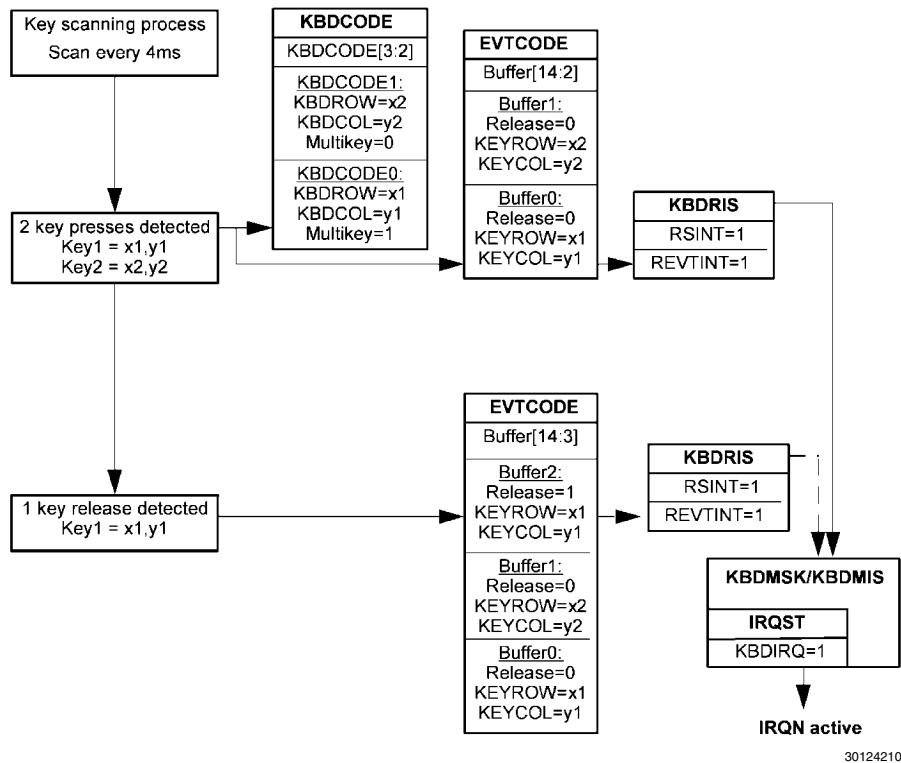 Key scanning process
Scan every 4ms
KBDCODE
KBDCODE[3:2]
KBDCODE1:
KBDROW=x2
KBDCOL=y2
Multikey=0
KBDCODE0:
KBDROW=x1
KBDCOL=y1
Multikey=1
EVTCODE
Buffer[14:2]
Buffer1:
Release=0
KEYROW=x2
KEYCOL=y2
Buffer0:
Release=0
KEYROW=x1
KEYCOL=y1
2 key presses detected
Key1 = x1,y1
Key2 = x2,y2
KBDRIS
RSINT=1
REVTINT=1
1 key release detected
Key1 = x1,y1
EVTCODE
Buffer[14:3]
Buffer2:
Release=1
KEYROW=x1
KEYCOL=y1
Buffer1:
Release=0
KEYROW=x2
KEYCOL=y2
Buffer0:
Release=0
KEYROW=x1
KEYCOL=y1
KBDRIS
RSINT=1
REVTINT=1
KBDMSK/KBDMIS
IRQST
KBDIRQ=1
IRQN active
30124210